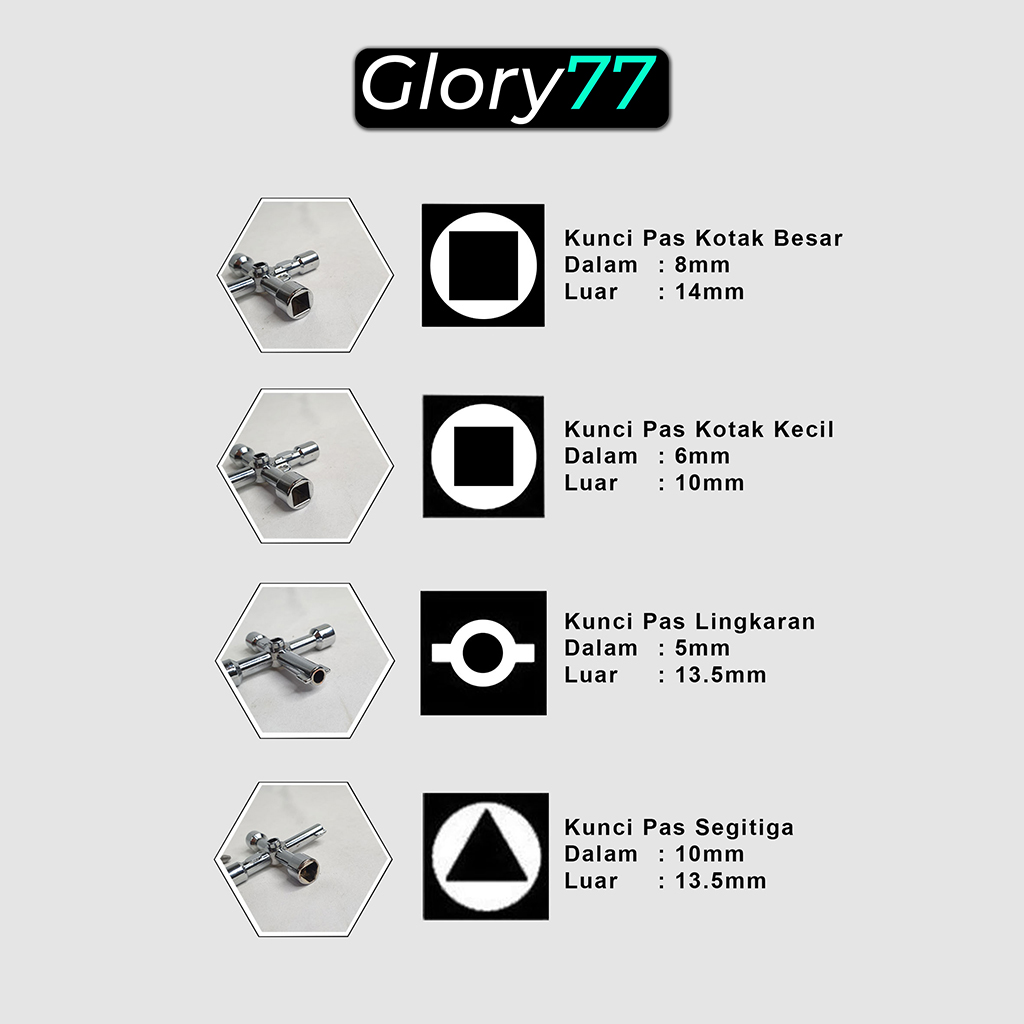 Glory77
Kunci Pas Kotak Besar
Dalam : 8mm
Luar : 14mm
Kunci Pas Kotak Kecil
Dalam : 6mm
Luar : 10mm
Kunci Pas Lingkaran
Dalam : 5mm
Luar : 13.5mm
Kunci Pas Segitiga
Dalam : 10mm
Luar : 13.5mm